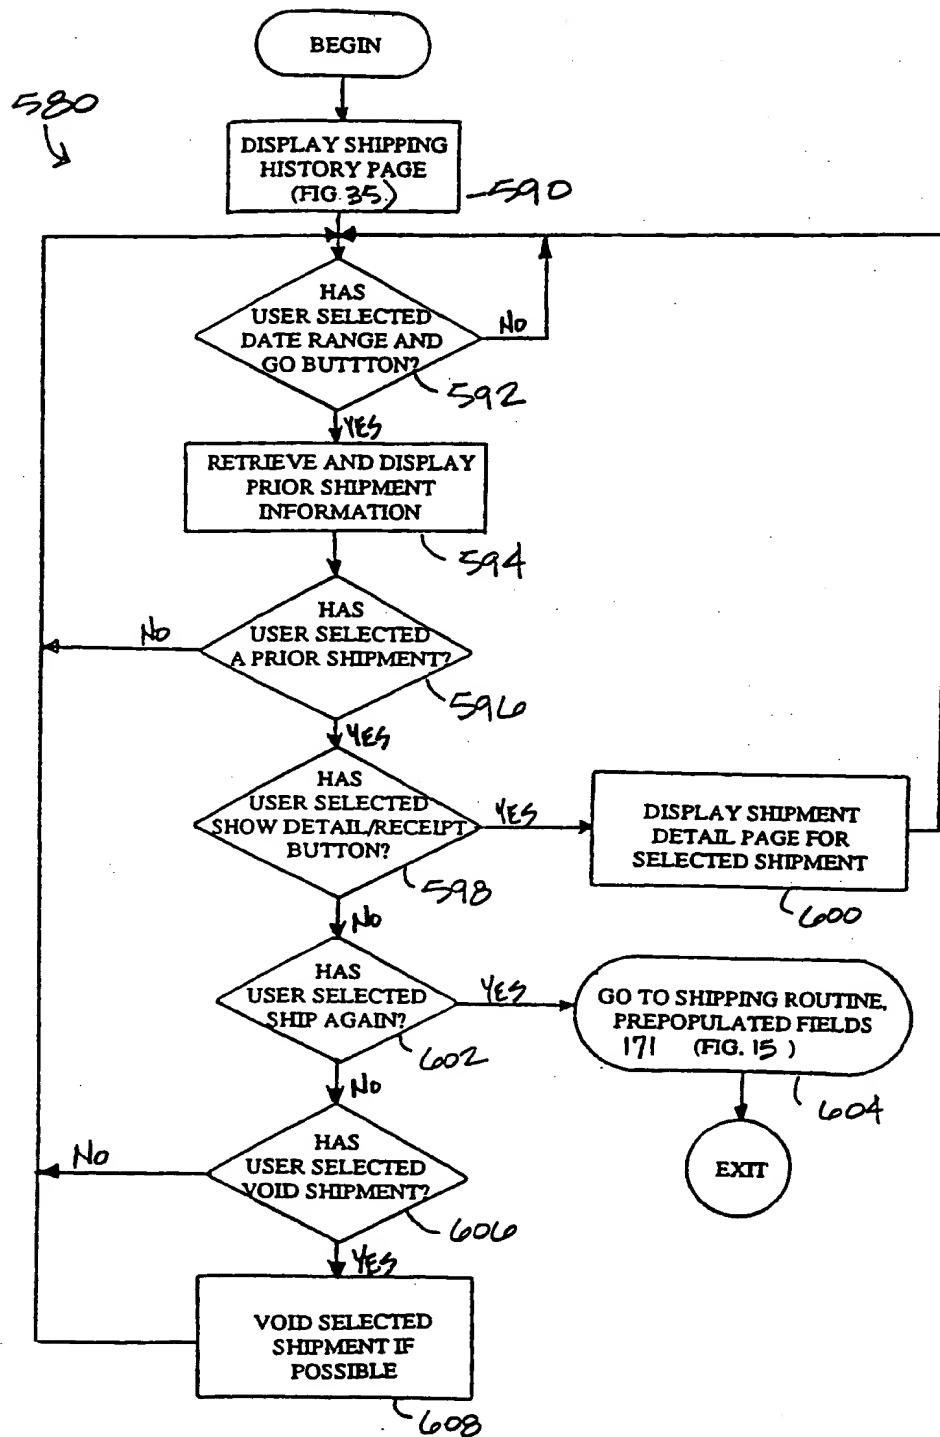 BEGIN
580
DISPLAY SHIPPING
HISTORY PAGE
(FIG. 35)
590
HAS
USER SELECTED
DATE RANGE AND
GO BUTTTON?
No
592
YES
RETRIEVE AND DISPLAY
PRIOR SHIPMENT
INFORMATION
594
HAS
USER SELECTED
A PRIOR SHIPMENT?
No
596
YES
HAS
USER SELECTED
SHOW DETAIL/RECEIPT
BUTTON?
YES
598
DISPLAY SHIPMENT
DETAIL PAGE FOR
SELECTED SHIPMENT
600
No
HAS
USER SELECTED
SHIP AGAIN?
YES
602
GO TO SHIPPING ROUTINE,
PREPOPULATED FIELDS
171 (FIG. 15 )
604
No
EXIT
HAS
USER SELECTED
VOID SHIPMENT?
No
606
YES
VOID SELECTED
SHIPMENT IF
POSSIBLE
608